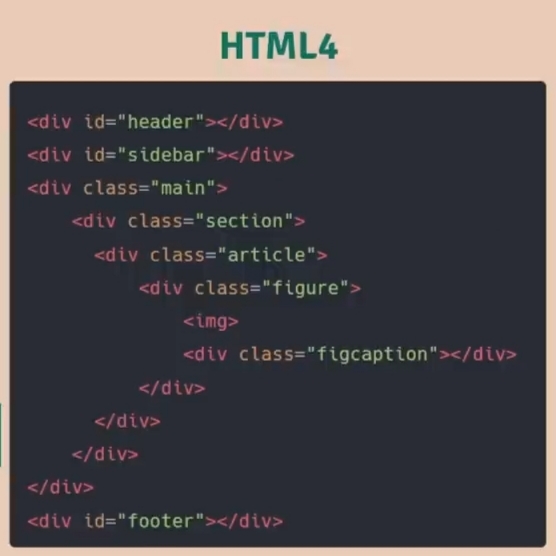 HTML4
<div id="header"></div>
<div id="sidebar"></div>
<div class="main">
<div class="section">
<div class="article">
<div class="figure">
<img>
<div class="figcaption"></div>
</div>
</div>
</div>
</div>
<div id="footer"></div>